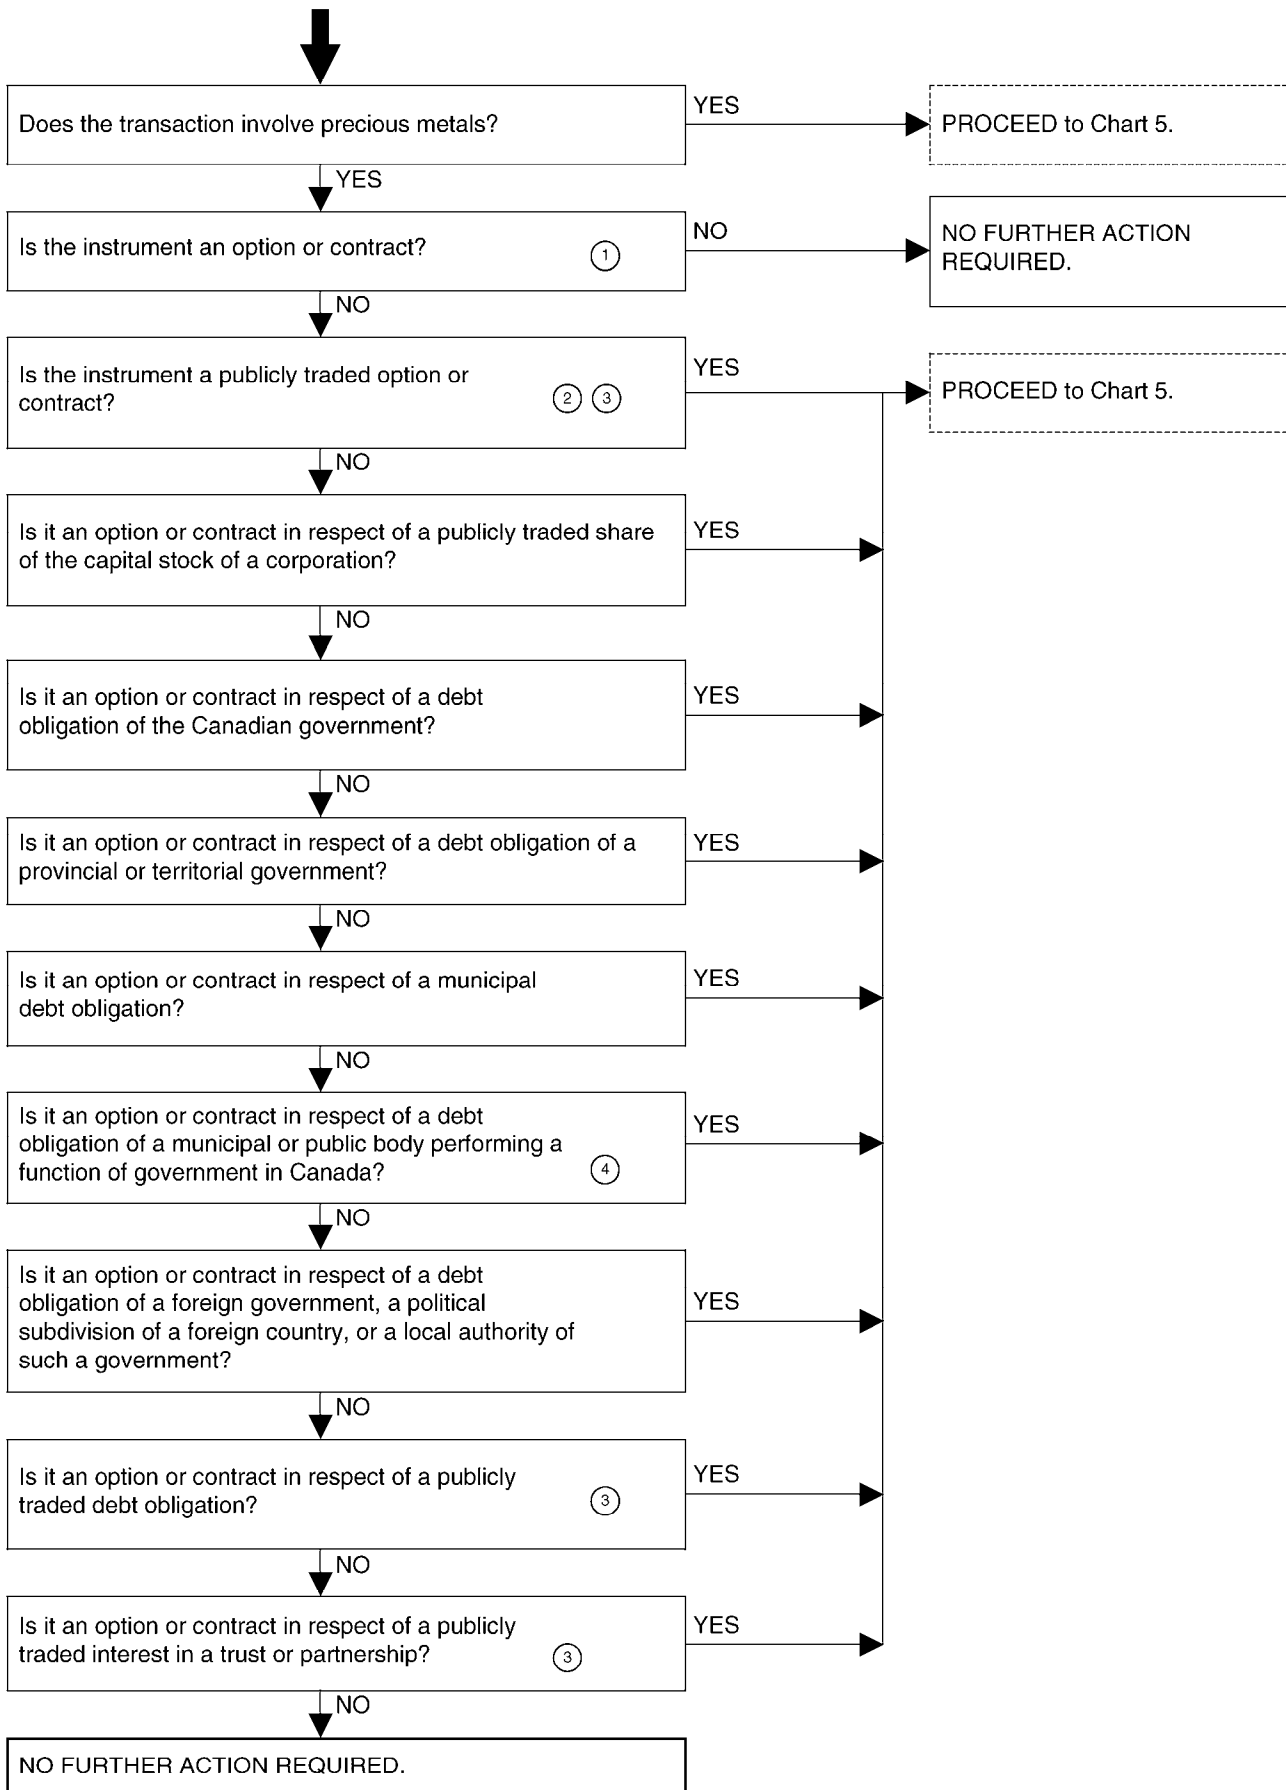 Does the transaction involve precious metals?
YES
PROCEED to Chart 5.
YES
Is the instrument an option or contract?
1
NO
NO FURTHER ACTION
REQUIRED.
NO
Is the instrument a publicly traded option or
contract?
2 3
YES
PROCEED to Chart 5.
NO
Is it an option or contract in respect of a publicly traded share
of the capital stock of a corporation?
YES
NO
Is it an option or contract in respect of a debt
obligation of the Canadian government?
YES
NO
Is it an option or contract in respect of a debt obligation of a
provincial or territorial government?
YES
NO
Is it an option or contract in respect of a municipal
debt obligation?
YES
NO
Is it an option or contract in respect of a debt
obligation of a municipal or public body performing a
function of government in Canada?
4
YES
NO
Is it an option or contract in respect of a debt
obligation of a foreign government, a political
subdivision of a foreign country, or a local authority of
such a government?
YES
NO
Is it an option or contract in respect of a publicly
traded debt obligation?
3
YES
NO
Is it an option or contract in respect of a publicly
traded interest in a trust or partnership?
3
YES
NO
NO FURTHER ACTION REQUIRED.